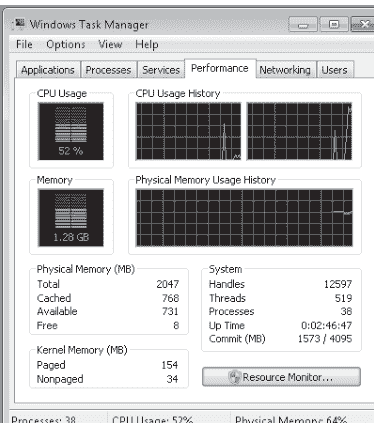 Windows Task Manager
File Options View Help
Applications Processes Services Performance Networking Users
CPU Usage CPU Usage History
52 %
Memory Physical Memory Usage History
1.28 GB
Physical Memory (MB) System
Total 2047 Handles 12597
Cached 768 Threads 519
Available 731 Processes 38
Free 8 Up Time 0:02:46:47
Commit (MB) 1573 / 4095
Kernel Memory (MB)
Paged 154
Nonpaged 34
Resource Monitor...
Processes: 38 CPU Usage: 52% Physical Memory: 64%